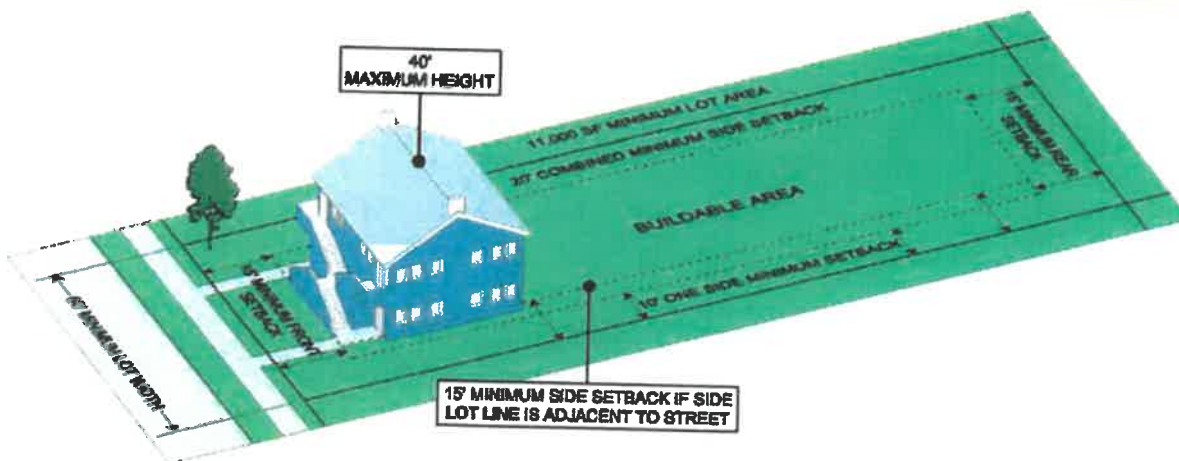 40'
MAXIMUM HEIGHT
11,000 SF MINIMUM LOT AREA
20' COMBINED MINIMUM SIDE SETBACK
15' MINIMUM REAR
SETBACK
BUILDABLE AREA
10' ONE SIDE MINIMUM SETBACK
15' MINIMUM FRONT
SETBACK
MINIMUM LOT WIDTH
15' MINIMUM SIDE SETBACK IF SIDE
LOT LINE IS ADJACENT TO STREET